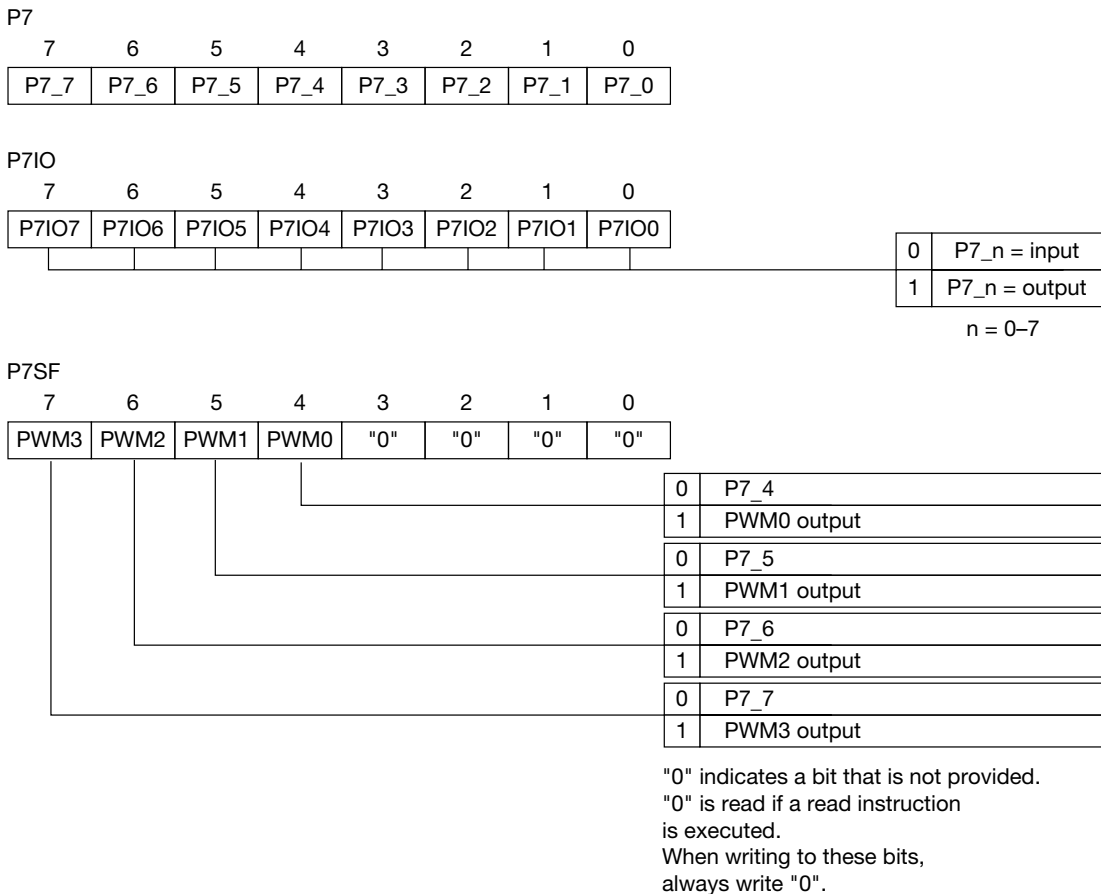 P7
7 6 5 4 3 2 1 0
P7_7 P7_6 P7_5 P7_4 P7_3 P7_2 P7_1 P7_0
P7IO
7 6 5 4 3 2 1 0
P7IO7 P7IO6 P7IO5 P7IO4 P7IO3 P7IO2 P7IO1 P7IO0
0 P7_n = input
1 P7_n = output
n = 0–7
P7SF
7 6 5 4 3 2 1 0
PWM3 PWM2 PWM1 PWM0 "0" "0" "0" "0"
0 P7_4
1 PWM0 output
0 P7_5
1 PWM1 output
0 P7_6
1 PWM2 output
0 P7_7
1 PWM3 output
"0" indicates a bit that is not provided.
"0" is read if a read instruction
is executed.
When writing to these bits,
always write "0".